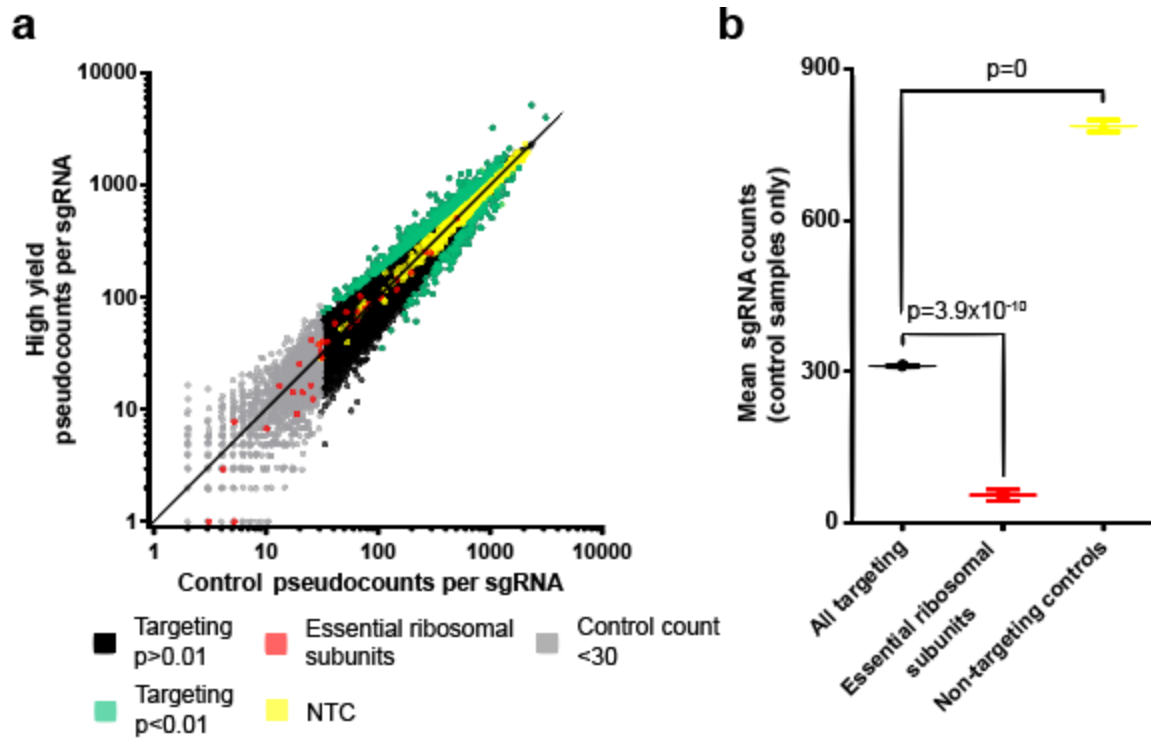 a
10000
1000
100
10
1
High yield
pseudocounts per sgRNA
1
10
100
1000
10000
Control pseudocounts per sgRNA
Targeting
p>0.01
Essential ribosomal
subunits
Control count
<30
Targeting
p<0.01
NTC
b
900
600
300
0
Mean sgRNA counts
(control samples only)
p=0
p=3.9x10⁻¹⁰
All targeting
Essential ribosomal
subunits
Non-targeting controls